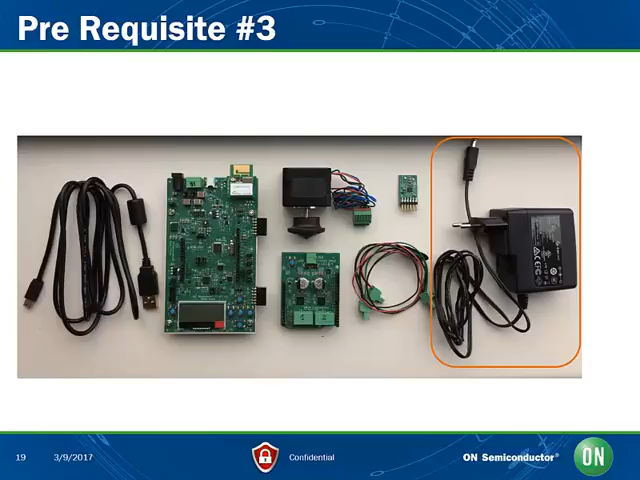 Pre Requisite #3
19
3/9/2017
Confidential
ON Semiconductor®
ON